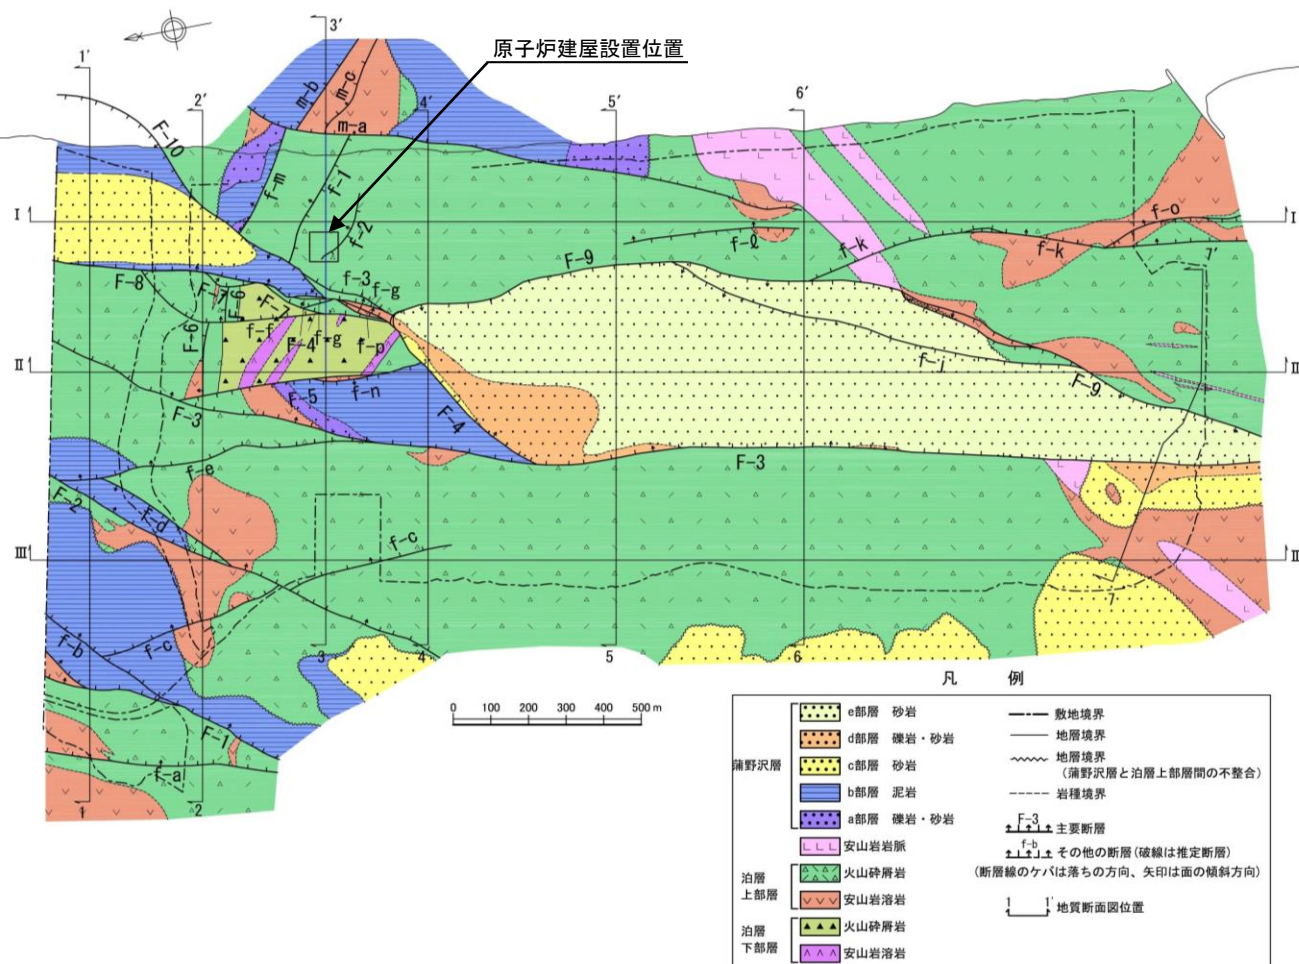 3′
原子炉建屋設置位置
1′
2′
m-b
m-c
4′
5′
6′
m-a
F-10
f-m
f-1
I
I
f-2
f-o
F-9
f-ℓ
f-k
f-k
7′
F-8
F-7
F-6
F-7
f-3
f-g
F-6
f-f
F-4
f-g
f-p
f-j
II
II
F-9
F-5
f-n
F-3
F-4
F-3
f-e
F-2
f-d
f-c
III
II
7
f-b
f-c
3
4
5
6
F-1
f-a
1
2
0 100 200 300 400 500 m
凡 例
e部層 砂岩
d部層 礫岩・砂岩
蒲野沢層
c部層 砂岩
b部層 泥岩
a部層 礫岩・砂岩
安山岩岩脈
泊層
上部層
火山砕屑岩
安山岩溶岩
泊層
下部層
火山砕屑岩
安山岩溶岩
敷地境界
地層境界
地層境界
(蒲野沢層と泊層上部層間の不整合)
岩種境界
F-3
主要断層
f-b
その他の断層(破線は推定断層)
(断層線のケバは落ちの方向、矢印は面の傾斜方向)
1 1′
地質断面図位置